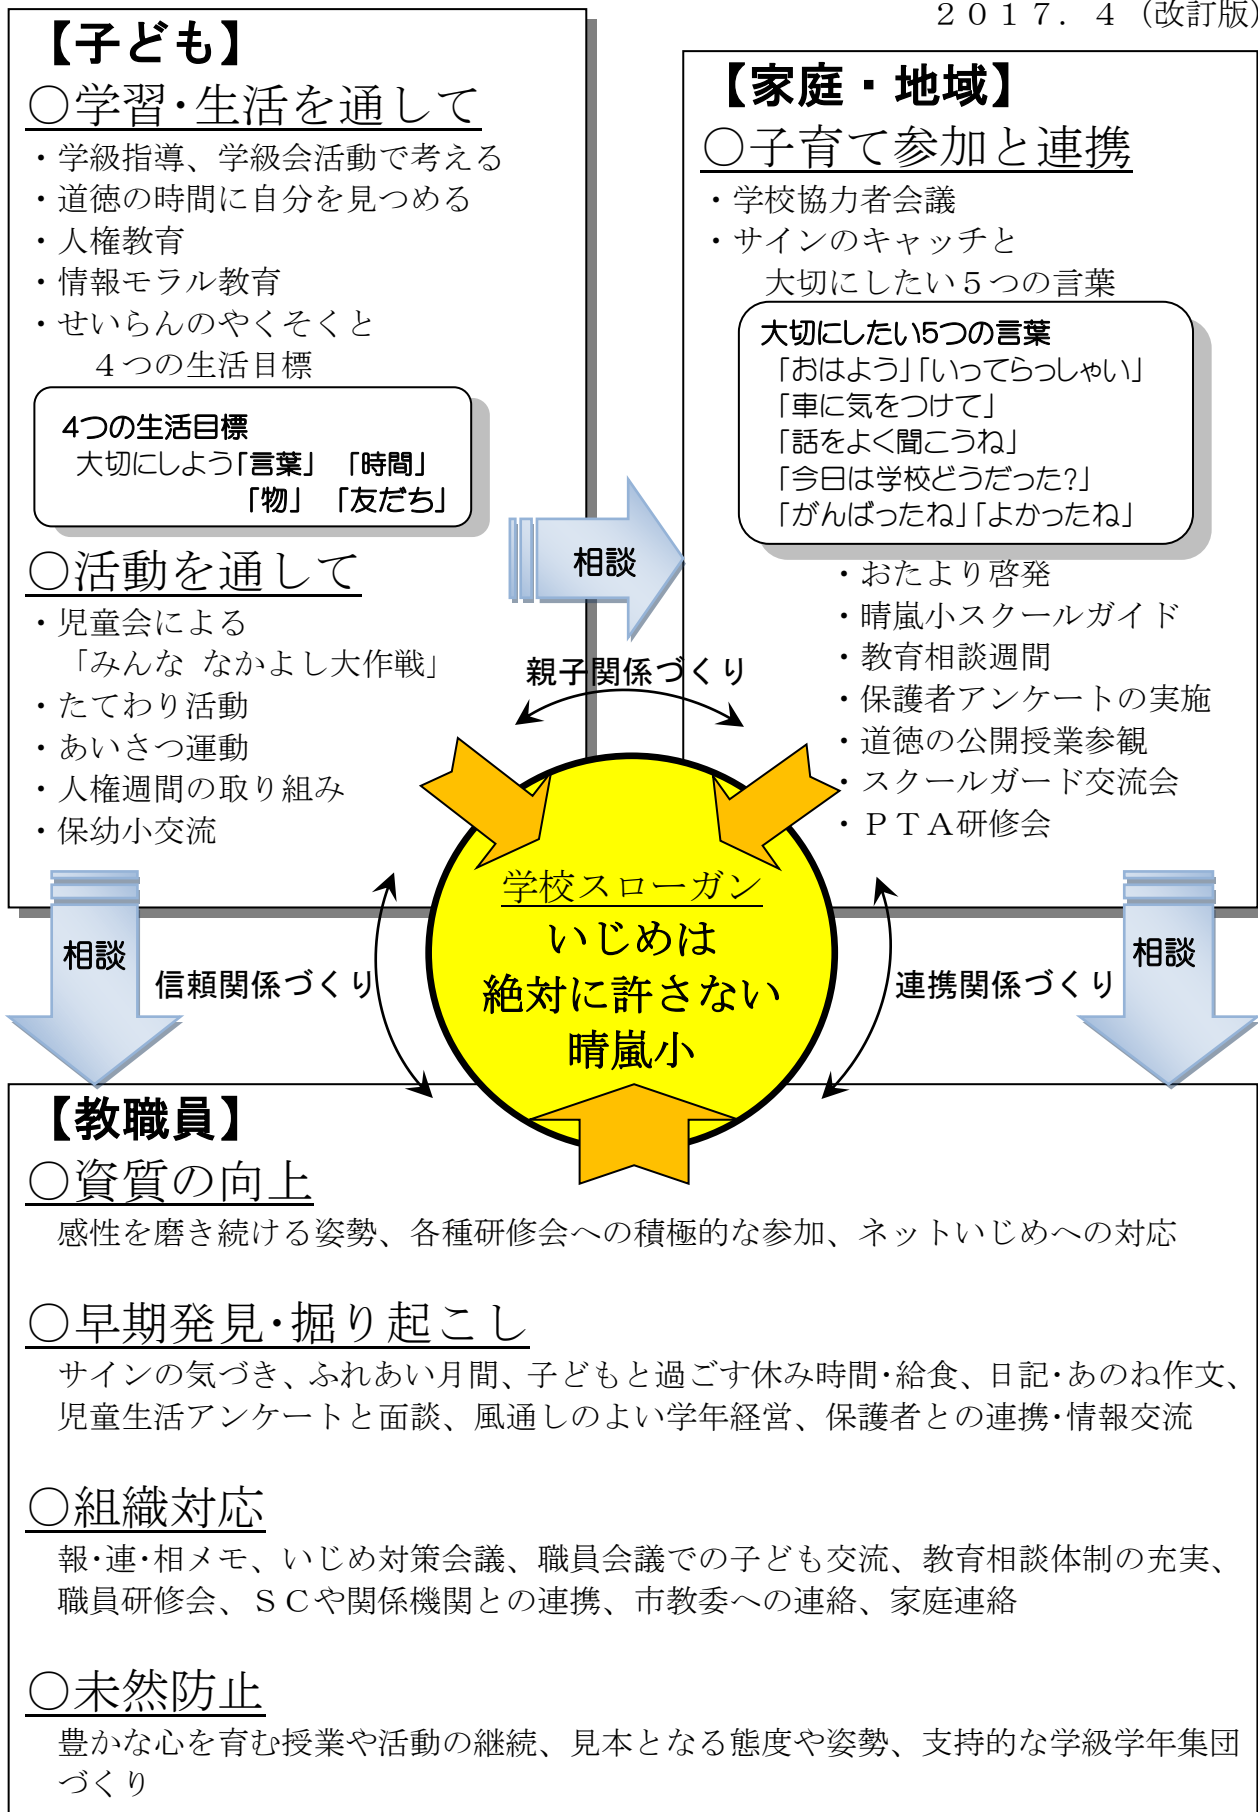 ２０１７．４（改訂版）
【子ども】
○学習・生活を通して
・学級指導、学級会活動で考える
・道徳の時間に自分を見つめる
・人権教育
・情報モラル教育
・せいらんのやくそくと
４つの生活目標
4つの生活目標
大切にしよう「言葉」　「時間」
「物」　「友だち」
○活動を通して
・児童会による
「みんな なかよし大作戦」
・たてわり活動
・あいさつ運動
・人権週間の取り組み
・保幼小交流
【家庭・地域】
○子育て参加と連携
・学校協力者会議
・サインのキャッチと
大切にしたい５つの言葉
大切にしたい5つの言葉
「おはよう」「いってらっしゃい」
「車に気をつけて」
「話をよく聞こうね」
「今日は学校どうだった?」
「がんばったね」「よかったね」
・おたより啓発
・晴嵐小スクールガイド
・教育相談週間
・保護者アンケートの実施
・道徳の公開授業参観
・スクールガード交流会
・ＰＴＡ研修会
相談
親子関係づくり
学校スローガン
いじめは
絶対に許さない
晴嵐小
相談
信頼関係づくり
連携関係づくり
相談
【教職員】
○資質の向上
感性を磨き続ける姿勢、各種研修会への積極的な参加、ネットいじめへの対応
○早期発見・掘り起こし
サインの気づき、ふれあい月間、子どもと過ごす休み時間・給食、日記・あのね作文、
児童生活アンケートと面談、風通しのよい学年経営、保護者との連携・情報交流
○組織対応
報・連・相メモ、いじめ対策会議、職員会議での子ども交流、教育相談体制の充実、
職員研修会、ＳＣや関係機関との連携、市教委への連絡、家庭連絡
○未然防止
豊かな心を育む授業や活動の継続、見本となる態度や姿勢、支持的な学級学年集団
づくり